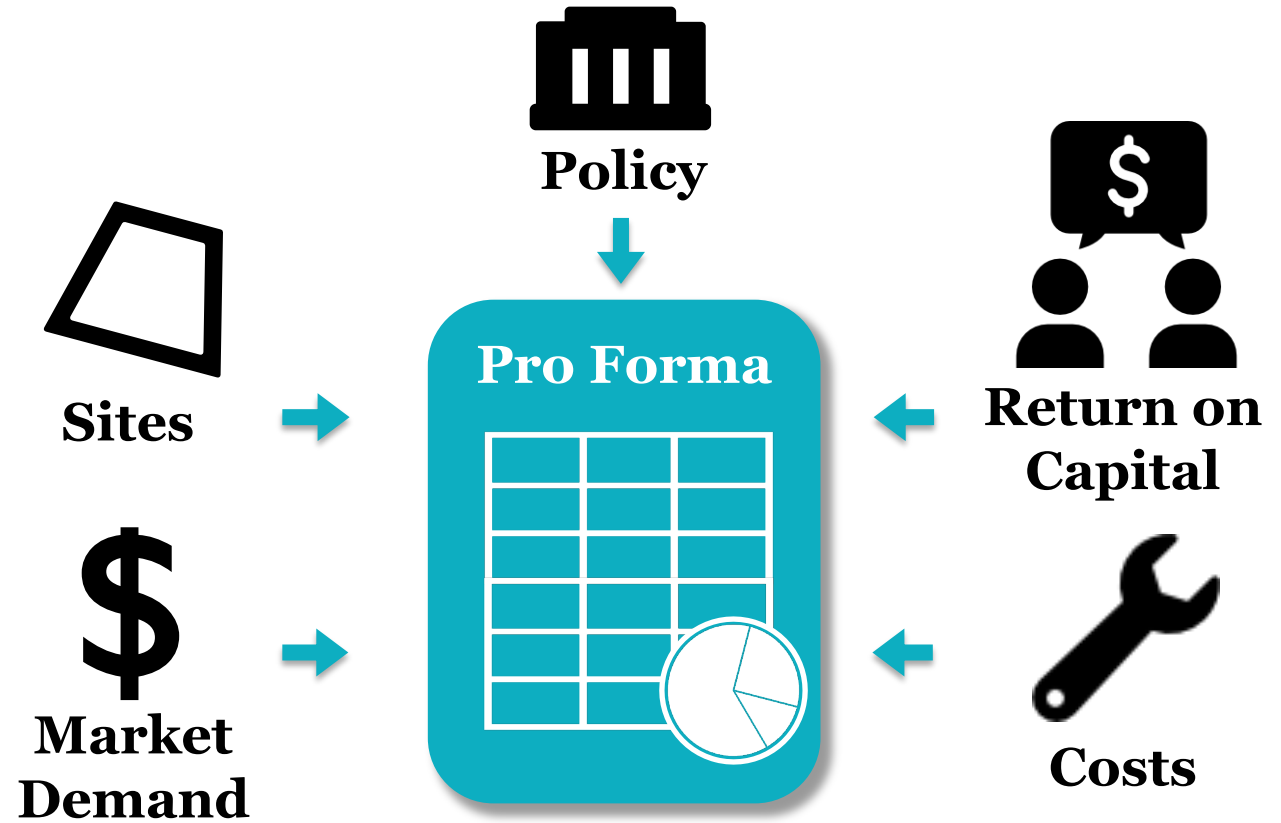 Policy
$
Sites
Pro Forma
Return on
Capital
$
Market
Demand
Costs